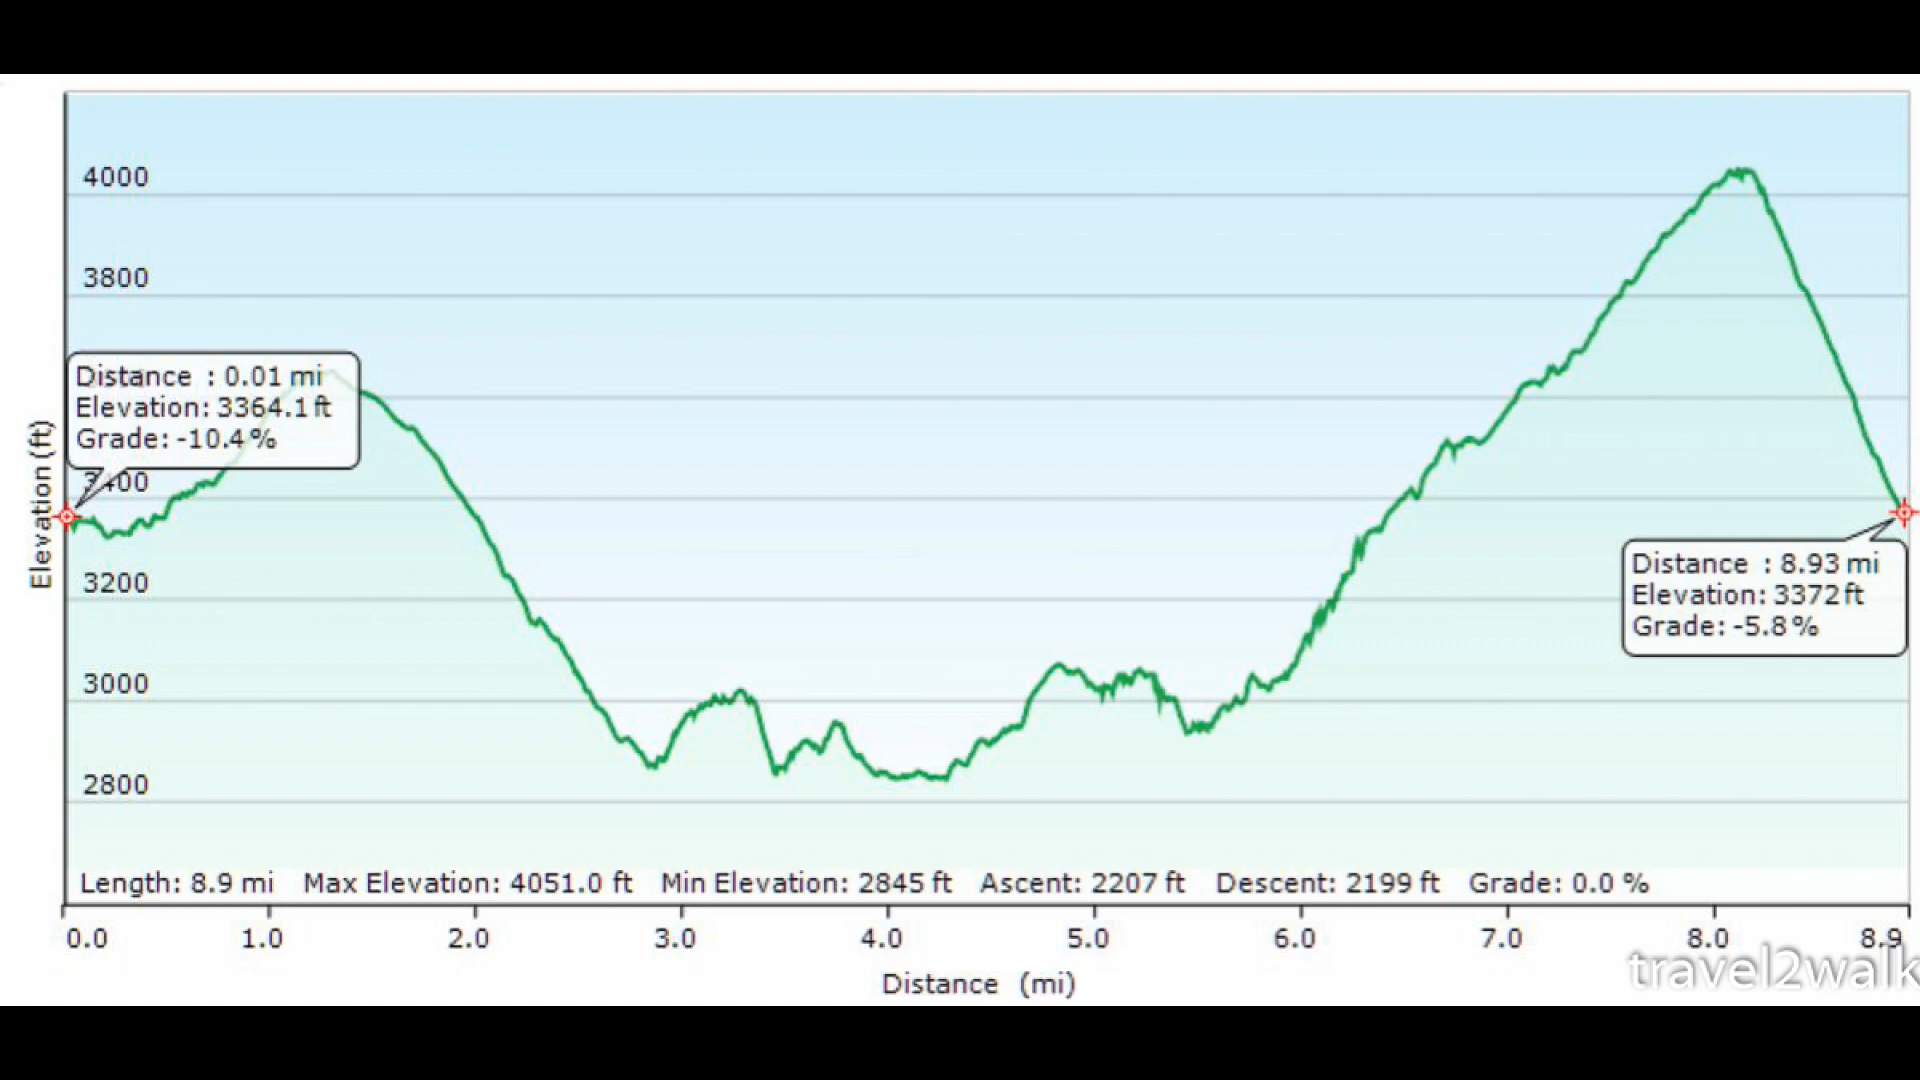 4000
3800
Distance : 0.01 mi
Elevation: 3364.1 ft
Grade: -10.4 %
3400
3200
3000
2800
Elevation (ft)
Distance : 8.93 mi
Elevation: 3372 ft
Grade: -5.8 %
Length: 8.9 mi Max Elevation: 4051.0 ft Min Elevation: 2845 ft Ascent: 2207 ft Descent: 2199 ft Grade: 0.0 %
0.0 1.0 2.0 3.0 4.0 5.0 6.0 7.0 8.0 8.9
Distance (mi)
travel2walk